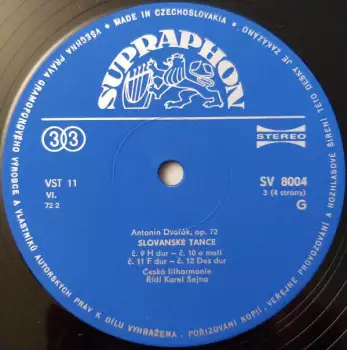 VŠECHNA PRÁVA GRAMOFONOVÉHO VÝROBCE A VLASTNÍKŮ AUTORSKÝCH PRÁV K DÍLU VYHRAŽENA. POŘIZOVÁNÍ KOPIÍ, VEREJNÉ PROVOZOVÁNÍ A ROZHLASOVÉ ŠÍŘENÍ TÉTO DESKY JE ZAKÁZÁNO
• MADE IN CZECHOSLOVAKIA •
SUPRAPHON
33
STEREO
VST 11
VI.
72 2
SV 8004
3 (4 strany)
G
Antonín Dvořák, op. 72
SLOVANSKÉ TANCE
č. 9 H dur – č. 10 e moll
č. 11 F dur – č. 12 Des dur
Česká filharmonie
Řídí Karel Šejna